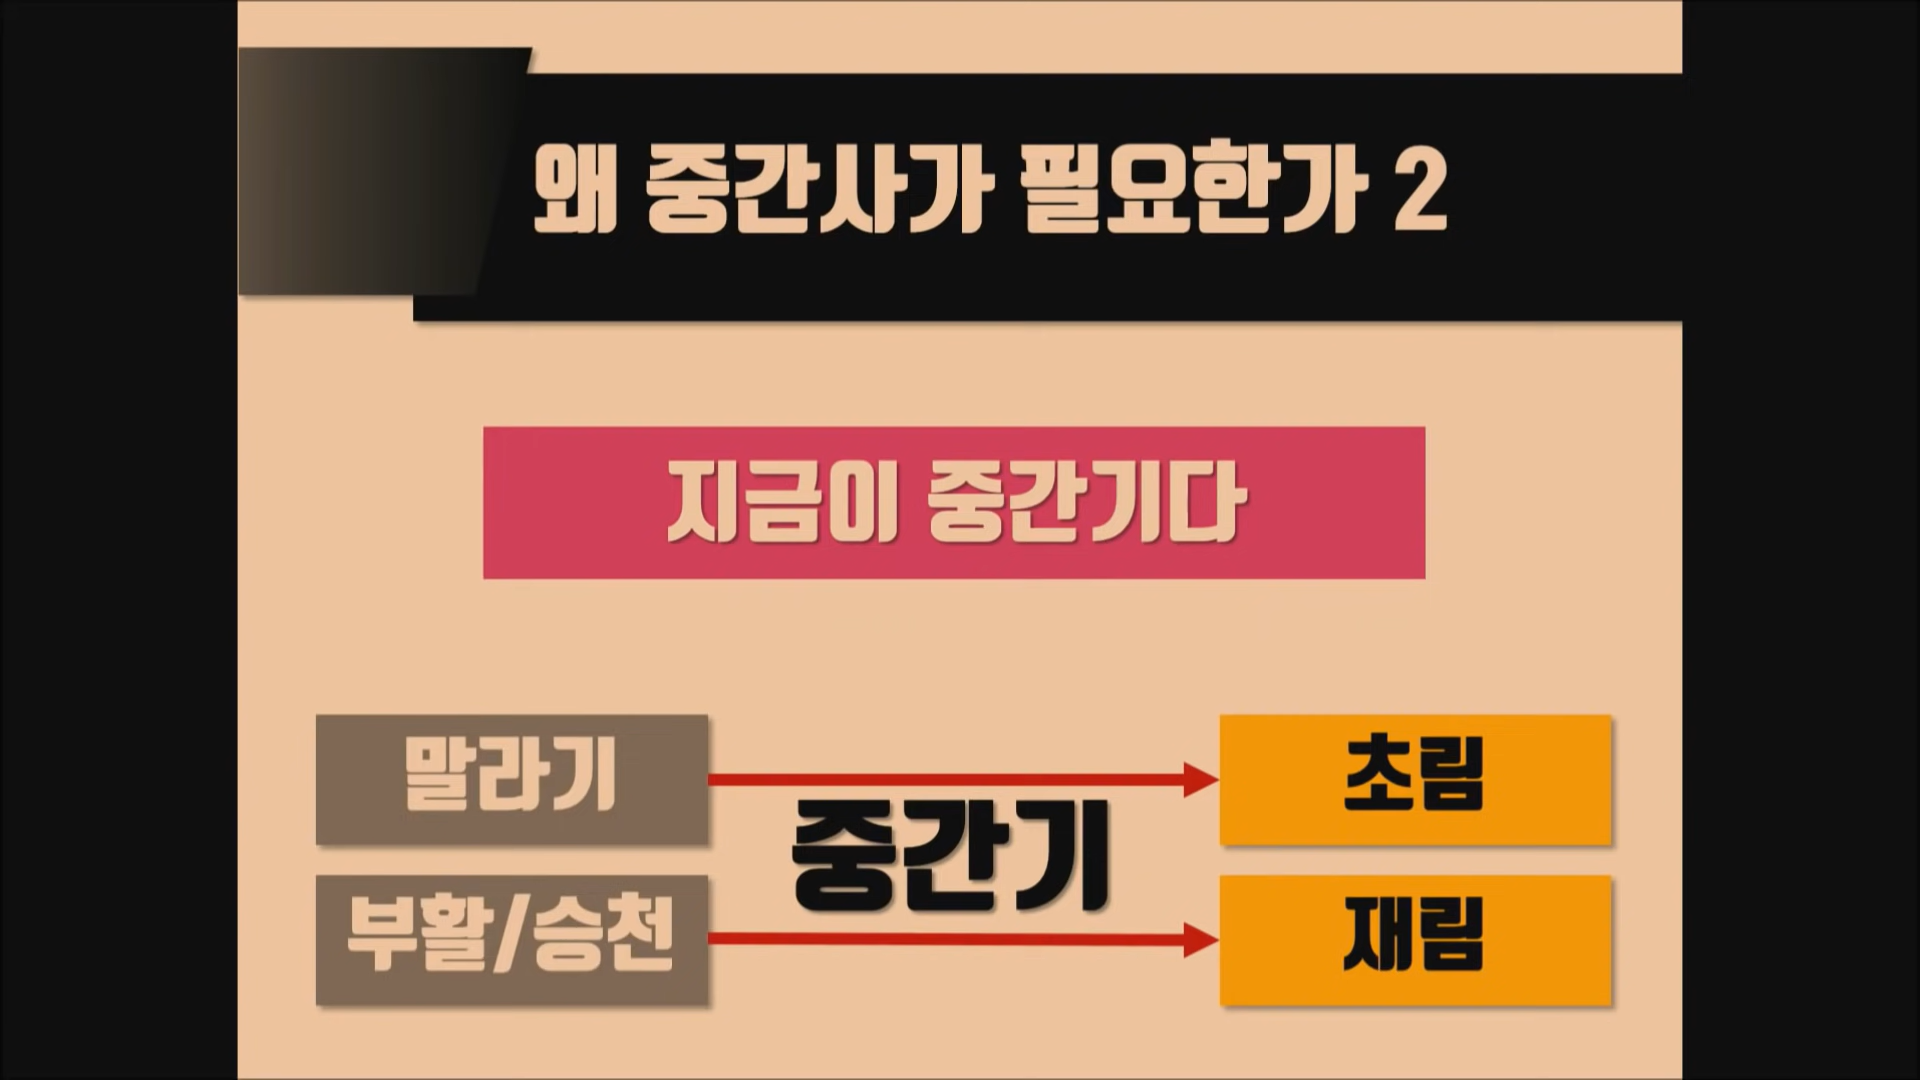 왜 중간사가 필요한가 2
지금이 중간기다
말라기
초림
중간기
부활/승천
재림